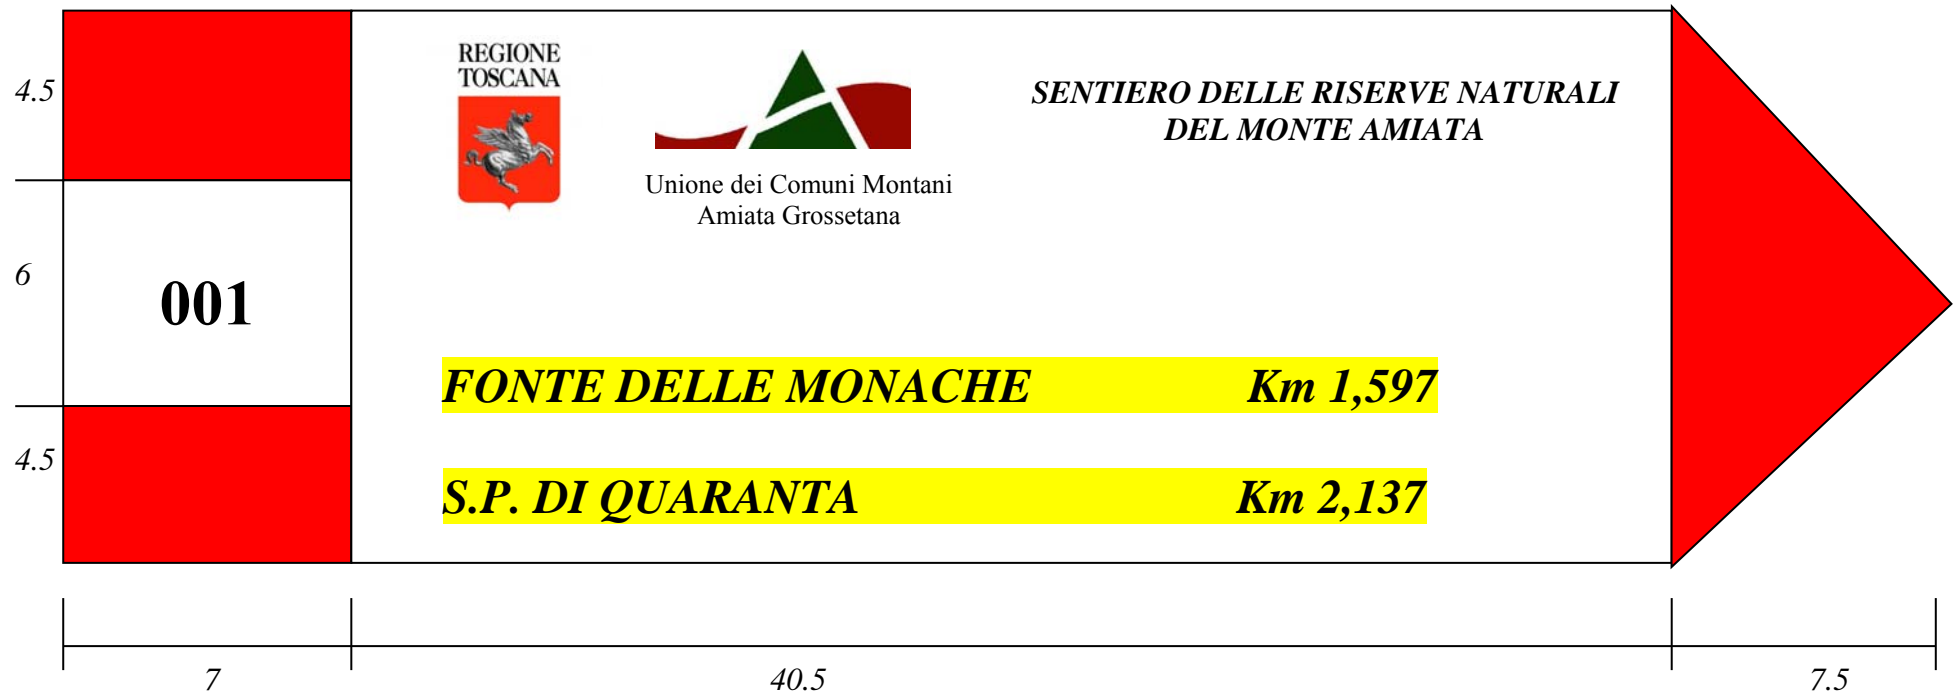 REGIONE
TOSCANA
SENTIERO DELLE RISERVE NATURALI
DEL MONTE AMIATA
4.5
Unione dei Comuni Montani
Amiata Grossetana
6
001
FONTE DELLE MONACHE Km 1,597
4.5
S.P. DI QUARANTA Km 2,137
7 40.5 7.5